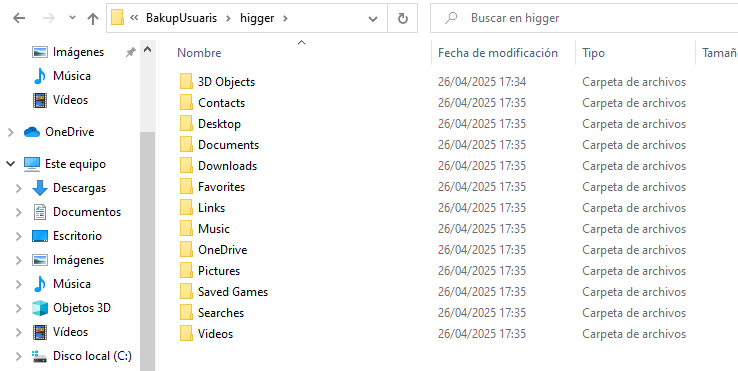 « BakupUsuaris > higger >
Buscar en higger
Imágenes
Música
Vídeos
OneDrive
Este equipo
Descargas
Documentos
Escritorio
Imágenes
Música
Objetos 3D
Vídeos
Disco local (C:)
Nombre Fecha de modificación Tipo Tamañ
3D Objects 26/04/2025 17:34 Carpeta de archivos
Contacts 26/04/2025 17:35 Carpeta de archivos
Desktop 26/04/2025 17:35 Carpeta de archivos
Documents 26/04/2025 17:35 Carpeta de archivos
Downloads 26/04/2025 17:35 Carpeta de archivos
Favorites 26/04/2025 17:35 Carpeta de archivos
Links 26/04/2025 17:35 Carpeta de archivos
Music 26/04/2025 17:35 Carpeta de archivos
OneDrive 26/04/2025 17:35 Carpeta de archivos
Pictures 26/04/2025 17:35 Carpeta de archivos
Saved Games 26/04/2025 17:35 Carpeta de archivos
Searches 26/04/2025 17:35 Carpeta de archivos
Videos 26/04/2025 17:35 Carpeta de archivos